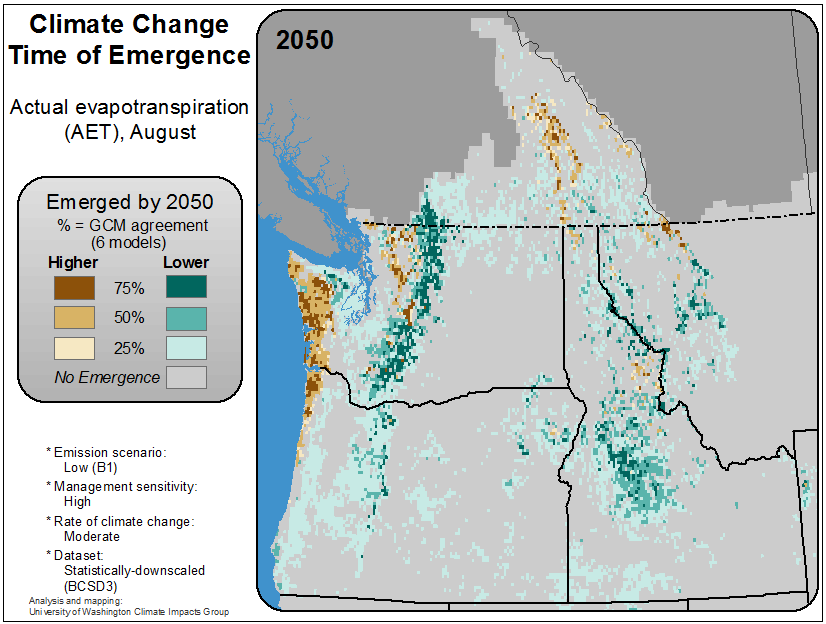 Climate Change
Time of Emergence
Actual evapotranspiration
(AET), August
Emerged by 2050
% = GCM agreement
(6 models)
Higher Lower
75%
50%
25%
No Emergence
* Emission scenario:
Low (B1)
* Management sensitivity:
High
* Rate of climate change:
Moderate
* Dataset:
Statistically-downscaled
(BCSD3)
Analysis and mapping:
University of Washington Climate Impacts Group
2050